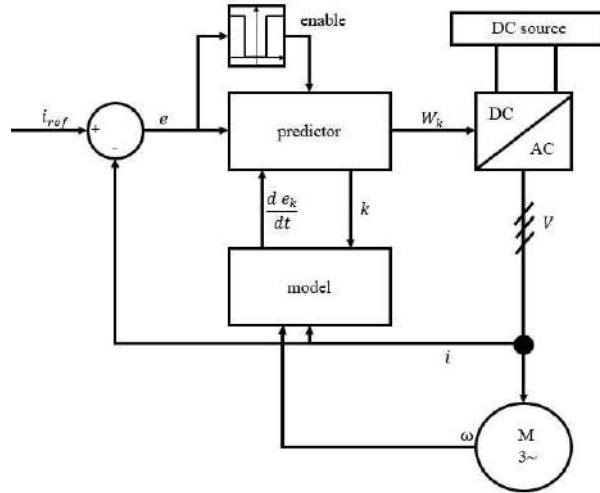 enable
DC source
i_ref
+
-
e
predictor
W_k
DC
AC
d e_k
dt
k
V
model
i
ω
M
3~